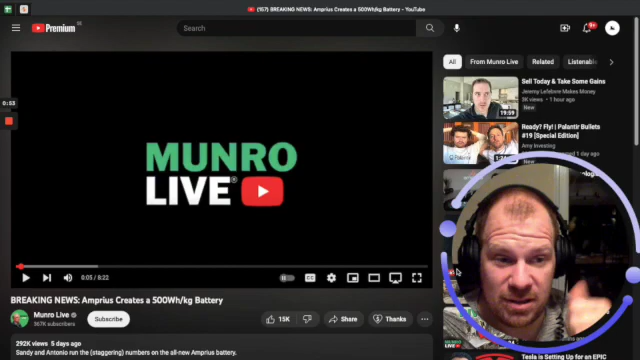 (157) BREAKING NEWS: Amprius Creates a 500Wh/kg Battery - YouTube
Premium
Search
9+
0:53
MUNRO
LIVE
0:05 / 8:22
BREAKING NEWS: Amprius Creates a 500Wh/kg Battery
Munro Live
367K subscribers
Subscribe
15K
Share
Thanks
292K views 5 days ago
Sandy and Antonio run the (staggering) numbers on the all-new Amprius battery.
All
From Munro Live
Related
Listenable
Sell Today & Take Some Gains
Jeremy Lefebvre Makes Money
3K views • 1 hour ago
New
19:59
Ready? Fly! | Palantir Bullets
#19 [Special Edition]
Amy Investing
New
MUNRO
LIVE
Tesla is Setting Up for an EPIC